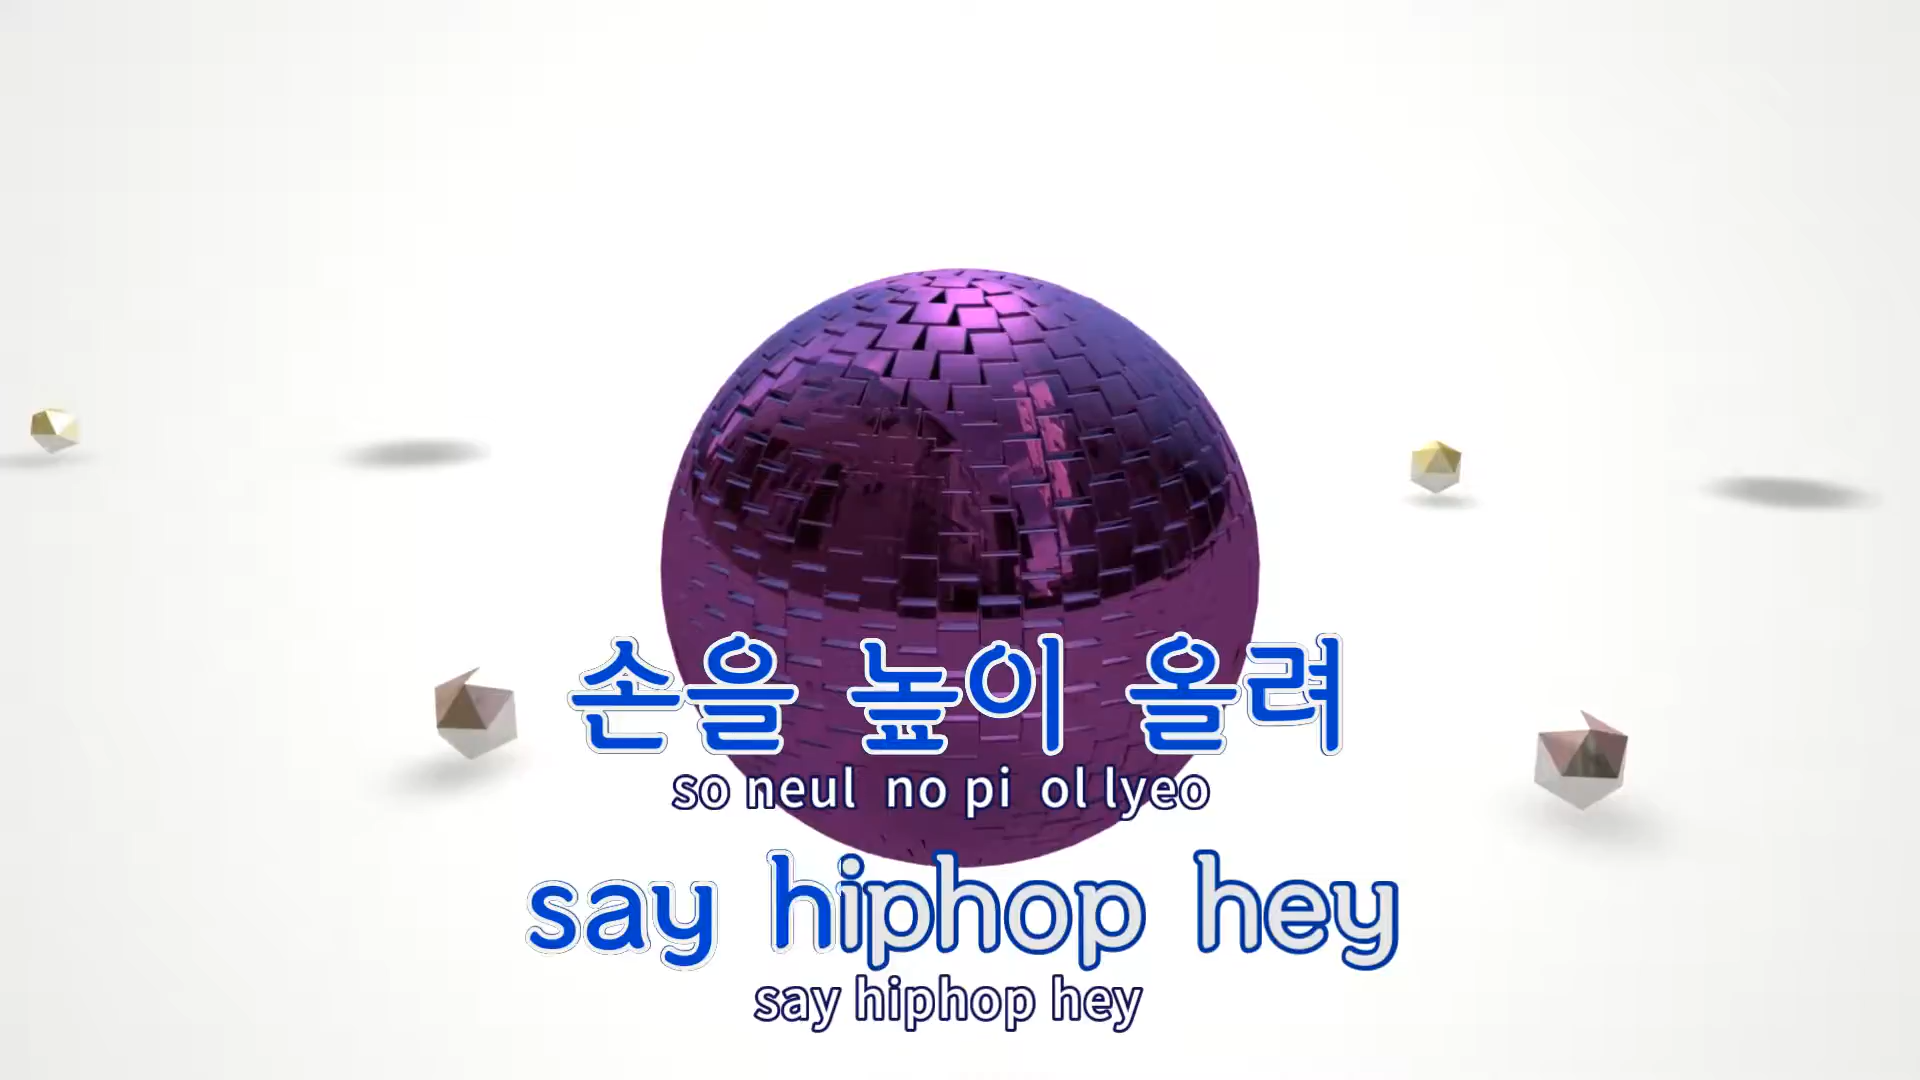 손을 높이 올려
so neul no pi ol lyeo
say hiphop hey
say hiphop hey